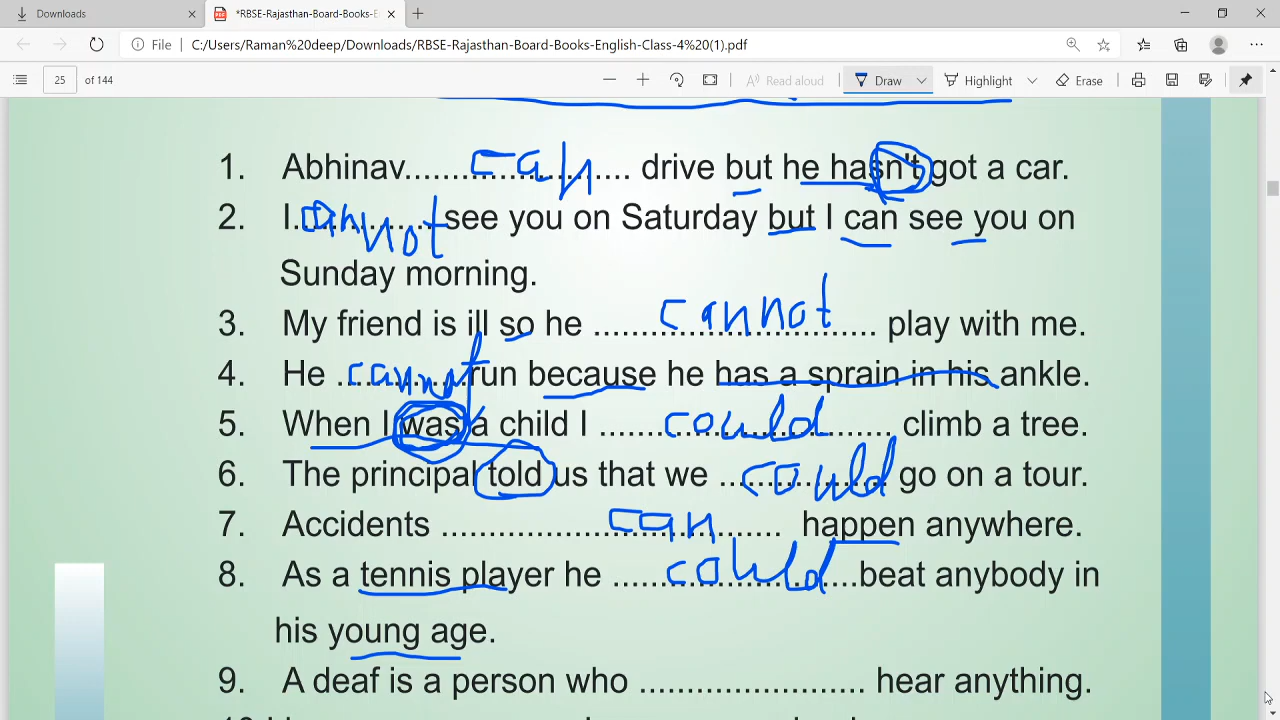 Downloads
*RBSE-Rajasthan-Board-Books-E
File C:/Users/Raman%20deep/Downloads/RBSE-Rajasthan-Board-Books-English-Class-4%20(1).pdf
25 of 144 Read aloud Draw Highlight Erase
1. Abhinav.......can....... drive but he hasn't got a car.
2. I.......cannot.......see you on Saturday but I can see you on
Sunday morning.
3. My friend is ill so he .......cannot....... play with me.
4. He .......cannot.......run because he has a sprain in his ankle.
5. When I was a child I .......could....... climb a tree.
6. The principal told us that we .......could....... go on a tour.
7. Accidents .......can....... happen anywhere.
8. As a tennis player he .......could.......beat anybody in
his young age.
9. A deaf is a person who ........................ hear anything.